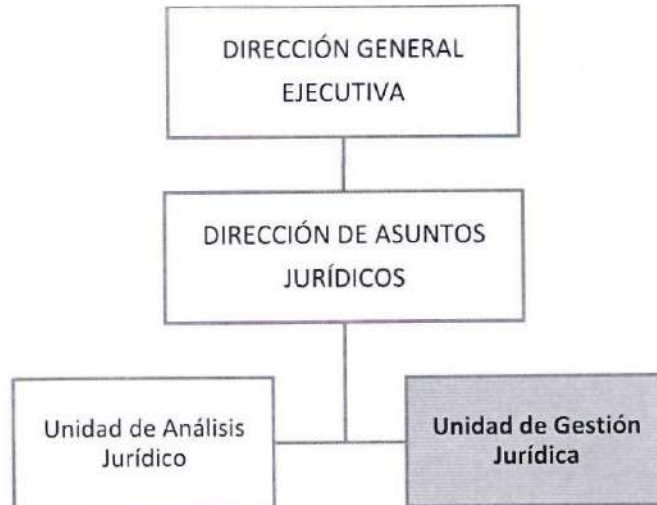 DIRECCIÓN GENERAL
EJECUTIVA
DIRECCIÓN DE ASUNTOS
JURÍDICOS
Unidad de Análisis
Jurídico
Unidad de Gestión
Jurídica